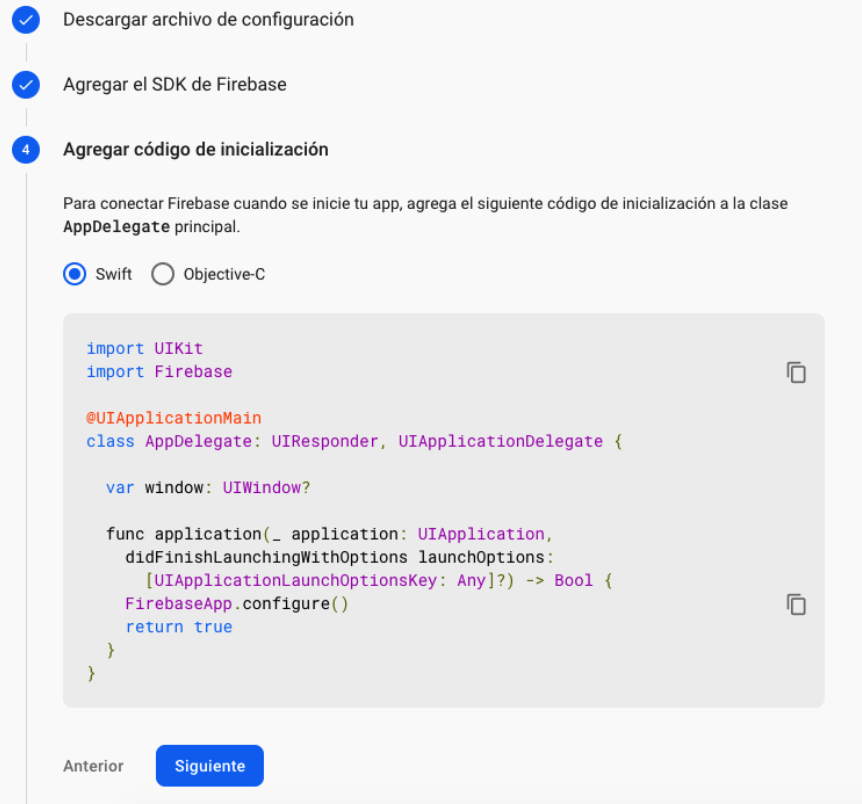 Descargar archivo de configuración
Agregar el SDK de Firebase
4 Agregar código de inicialización
Para conectar Firebase cuando se inicie tu app, agrega el siguiente código de inicialización a la clase
AppDelegate principal.
Swift Objective-C
import UIKit
import Firebase
@UIApplicationMain
class AppDelegate: UIResponder, UIApplicationDelegate {
var window: UIWindow?
func application(_ application: UIApplication,
didFinishLaunchingWithOptions launchOptions:
[UIApplicationLaunchOptionsKey: Any]?) -> Bool {
FirebaseApp.configure()
return true
}
}
Anterior Siguiente